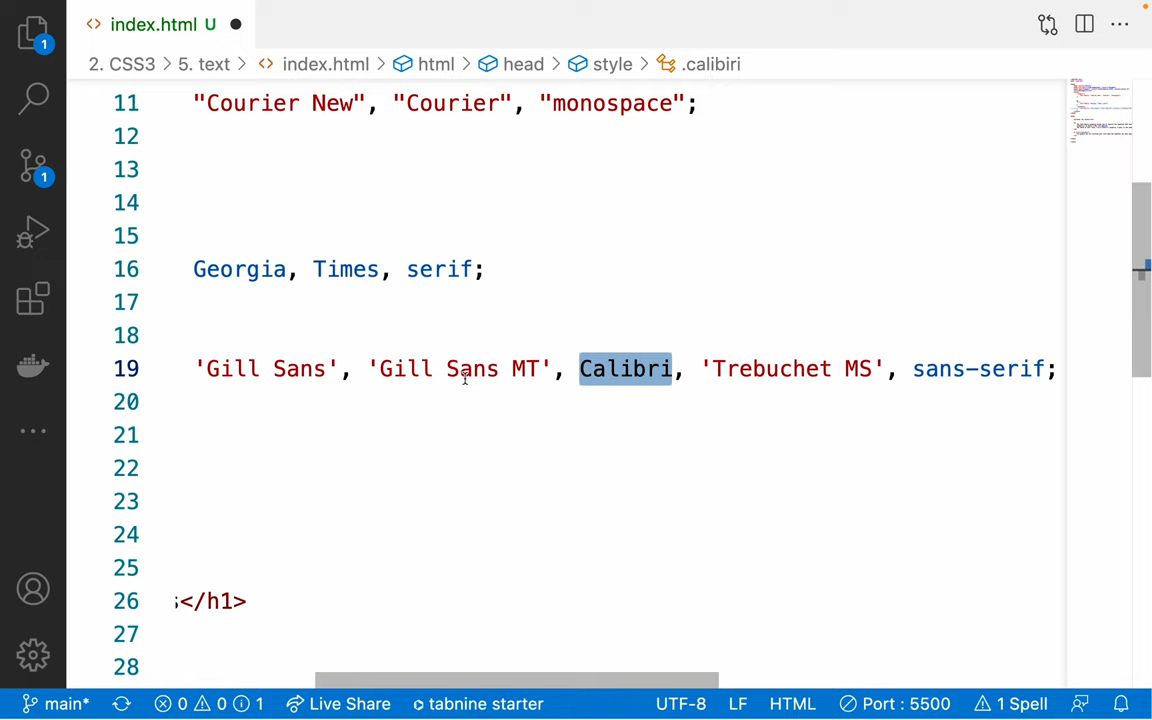 index.html U
2. CSS3 > 5. text > index.html > html > head > style > .calibiri
11 "Courier New", "Courier", "monospace";
12
13
14
15
16 Georgia, Times, serif;
17
18
19 'Gill Sans', 'Gill Sans MT', Calibri, 'Trebuchet MS', sans-serif;
20
21
22
23
24
25
26 s</h1>
27
28
1
1
main* 0 0 1 Live Share tabnine starter UTF-8 LF HTML Port : 5500 1 Spell